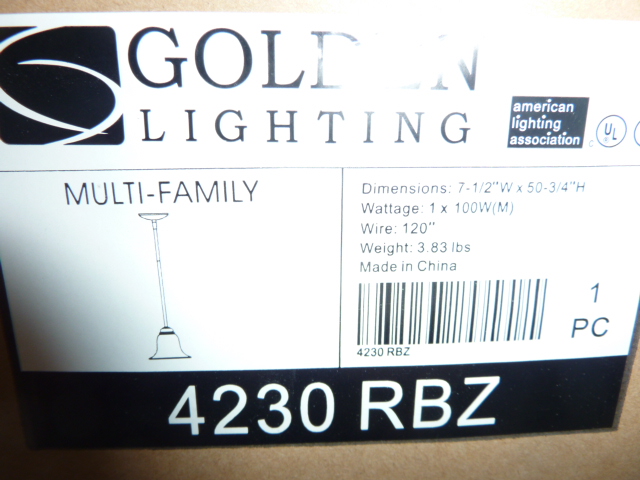 GOLDEN
LIGHTING
american
lighting
association
UL
MULTI-FAMILY
Dimensions: 7-1/2"W x 50-3/4"H
Wattage: 1 x 100W(M)
Wire: 120"
Weight: 3.83 lbs
Made in China
4230 RBZ
1
PC
4230 RBZ